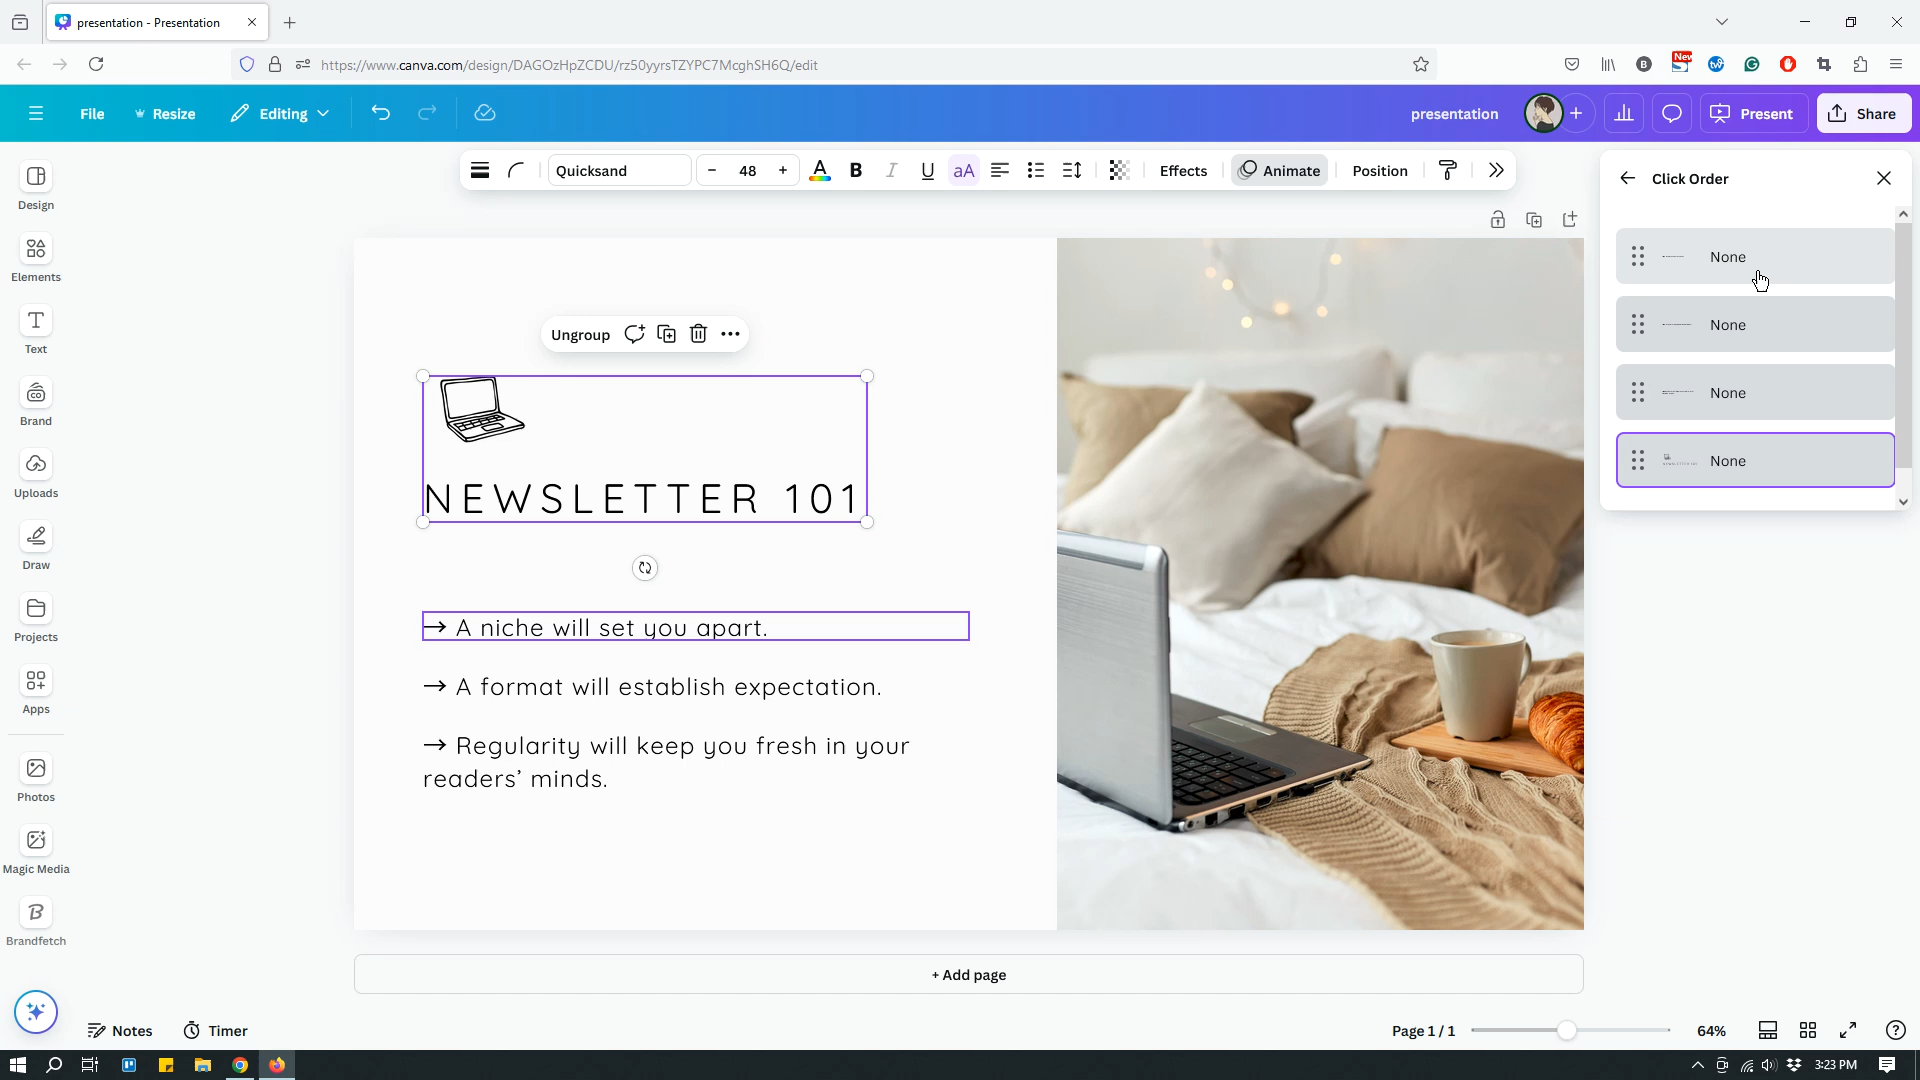 presentation - Presentation
https://www.canva.com/design/DAGOzHpZCDU/rz50yyrsTZYPC7McghSH6Q/edit
New
File
Resize
Editing
presentation
Present
Share
Quicksand
48
B
I
U
aA
Effects
Animate
Position
Click Order
Design
Elements
Text
Brand
Uploads
Draw
Projects
Apps
Photos
Magic Media
Brandfetch
Ungroup
NEWSLETTER 101
→ A niche will set you apart.
→ A format will establish expectation.
→ Regularity will keep you fresh in your
readers’ minds.
None
None
None
None
+ Add page
Notes
Timer
Page 1 / 1
64%
3:23 PM